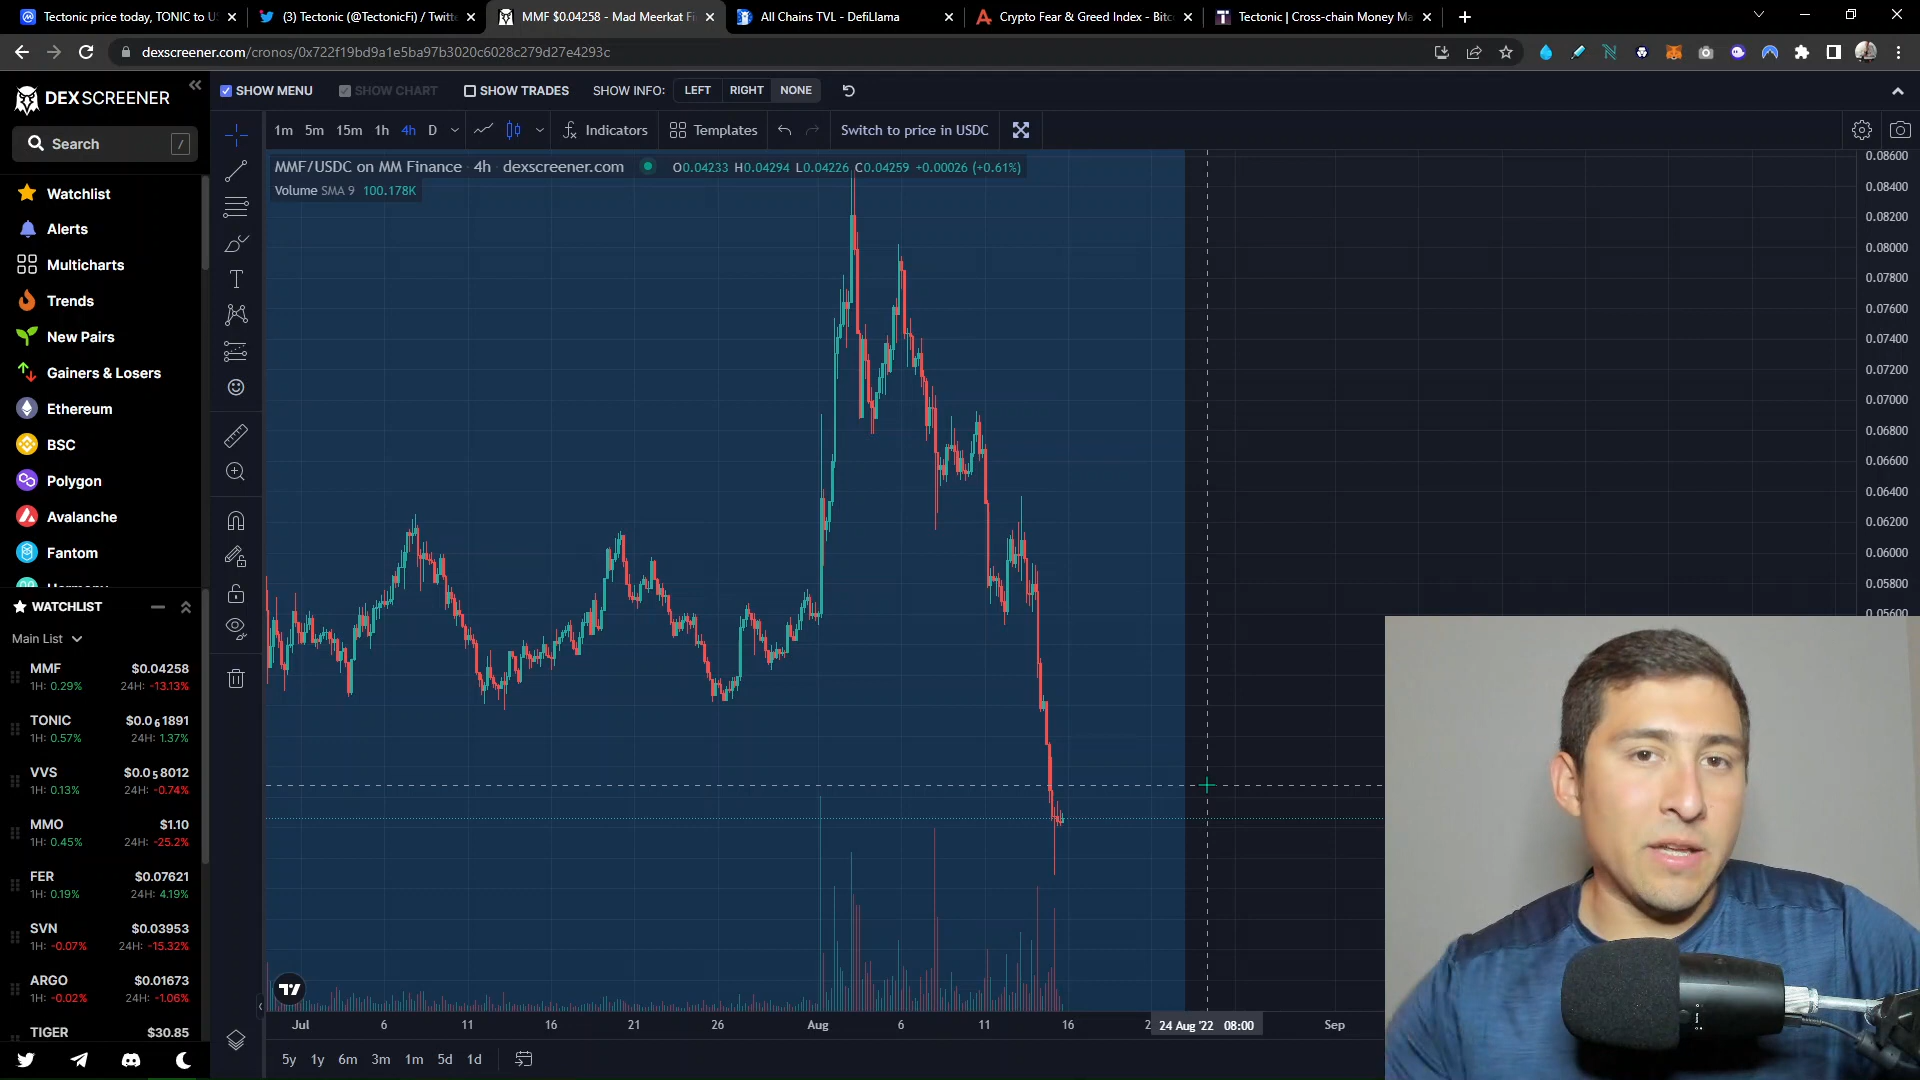 Tectonic price today, TONIC to U
(3) Tectonic (@TectonicFi) / Twitte
MMF $0.04258 - Mad Meerkat Fi
All Chains TVL - DefiLlama
Crypto Fear & Greed Index - Bitc
Tectonic | Cross-chain Money Ma
dexscreener.com/cronos/0x722f19bd9a1e5ba97b3020c6028c279d27e4293c
DEX SCREENER
SHOW MENU
SHOW CHART
SHOW TRADES
SHOW INFO:
LEFT
RIGHT
NONE
Search
/
1m 5m 15m 1h 4h D
Indicators
Templates
Switch to price in USDC
MMF/USDC on MM Finance · 4h · dexscreener.com
O0.04233 H0.04294 L0.04226 C0.04259 +0.00026 (+0.61%)
Volume SMA 9 100.178K
Watchlist
Alerts
Multicharts
Trends
New Pairs
Gainers & Losers
Ethereum
BSC
Polygon
Avalanche
Fantom
WATCHLIST
Main List
MMF $0.04258
1H: 0.29% 24H: -13.13%
TONIC $0.0₆1891
1H: 0.57% 24H: 1.37%
VVS $0.0₅8012
1H: 0.13% 24H: -0.74%
MMO $1.10
1H: 0.45% 24H: -25.2%
FER $0.07621
1H: 0.19% 24H: 4.19%
SVN $0.03953
1H: -0.07% 24H: -15.32%
ARGO $0.01673
1H: -0.02% 24H: -1.06%
TIGER $30.85
0.08600
0.08400
0.08200
0.08000
0.07800
0.07600
0.07400
0.07200
0.07000
0.06800
0.06600
0.06400
0.06200
0.06000
0.05800
0.05600
Jul 6 11 16 21 26 Aug 6 11 16 24 Aug '22 08:00 Sep
5y 1y 6m 3m 1m 5d 1d